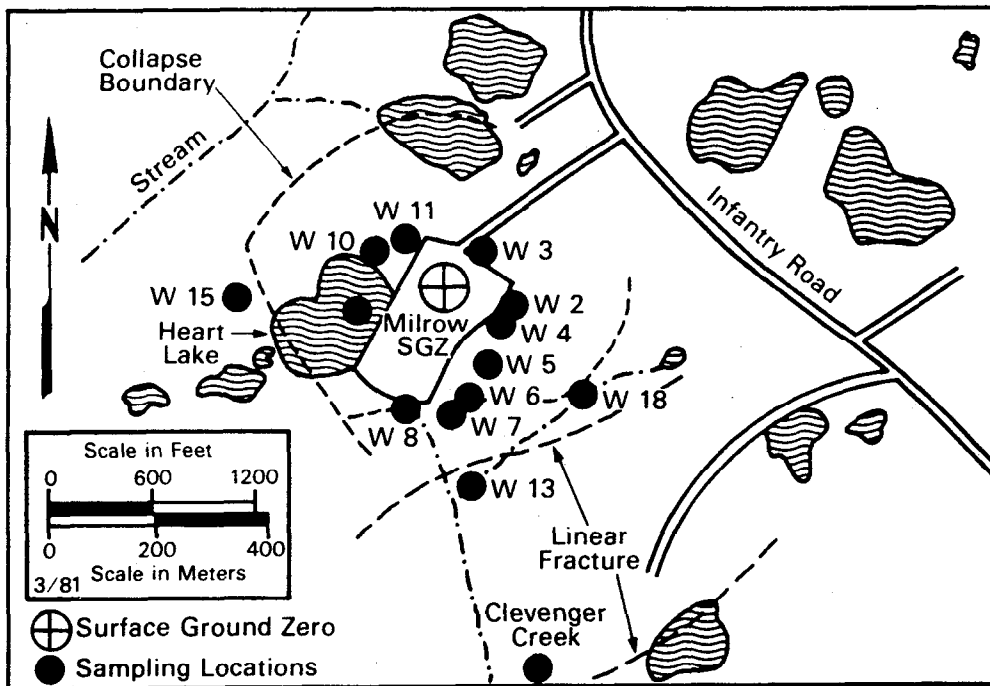 Collapse
Boundary
Stream
N
W 11
W 10
W 3
W 15
W 2
Heart
Lake
Milrow
SGZ
W 4
W 5
W 6
W 18
W 8
W 7
W 13
Infantry Road
Linear
Fracture
Clevenger
Creek
Scale in Feet
0 600 1200
0 200 400
Scale in Meters
3/81
Surface Ground Zero
Sampling Locations